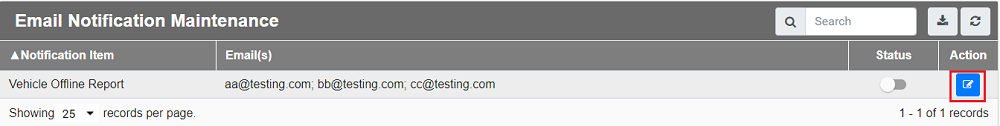 Email Notification Maintenance Search
▲Notification Item Email(s) Status Action
Vehicle Offline Report aa@testing.com; bb@testing.com; cc@testing.com
Showing 25 records per page. 1 - 1 of 1 records